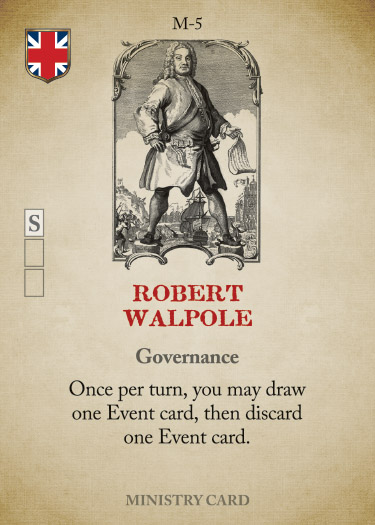 M-5
S
ROBERT
WALPOLE
Governance
Once per turn, you may draw
one Event card, then discard
one Event card.
MINISTRY CARD